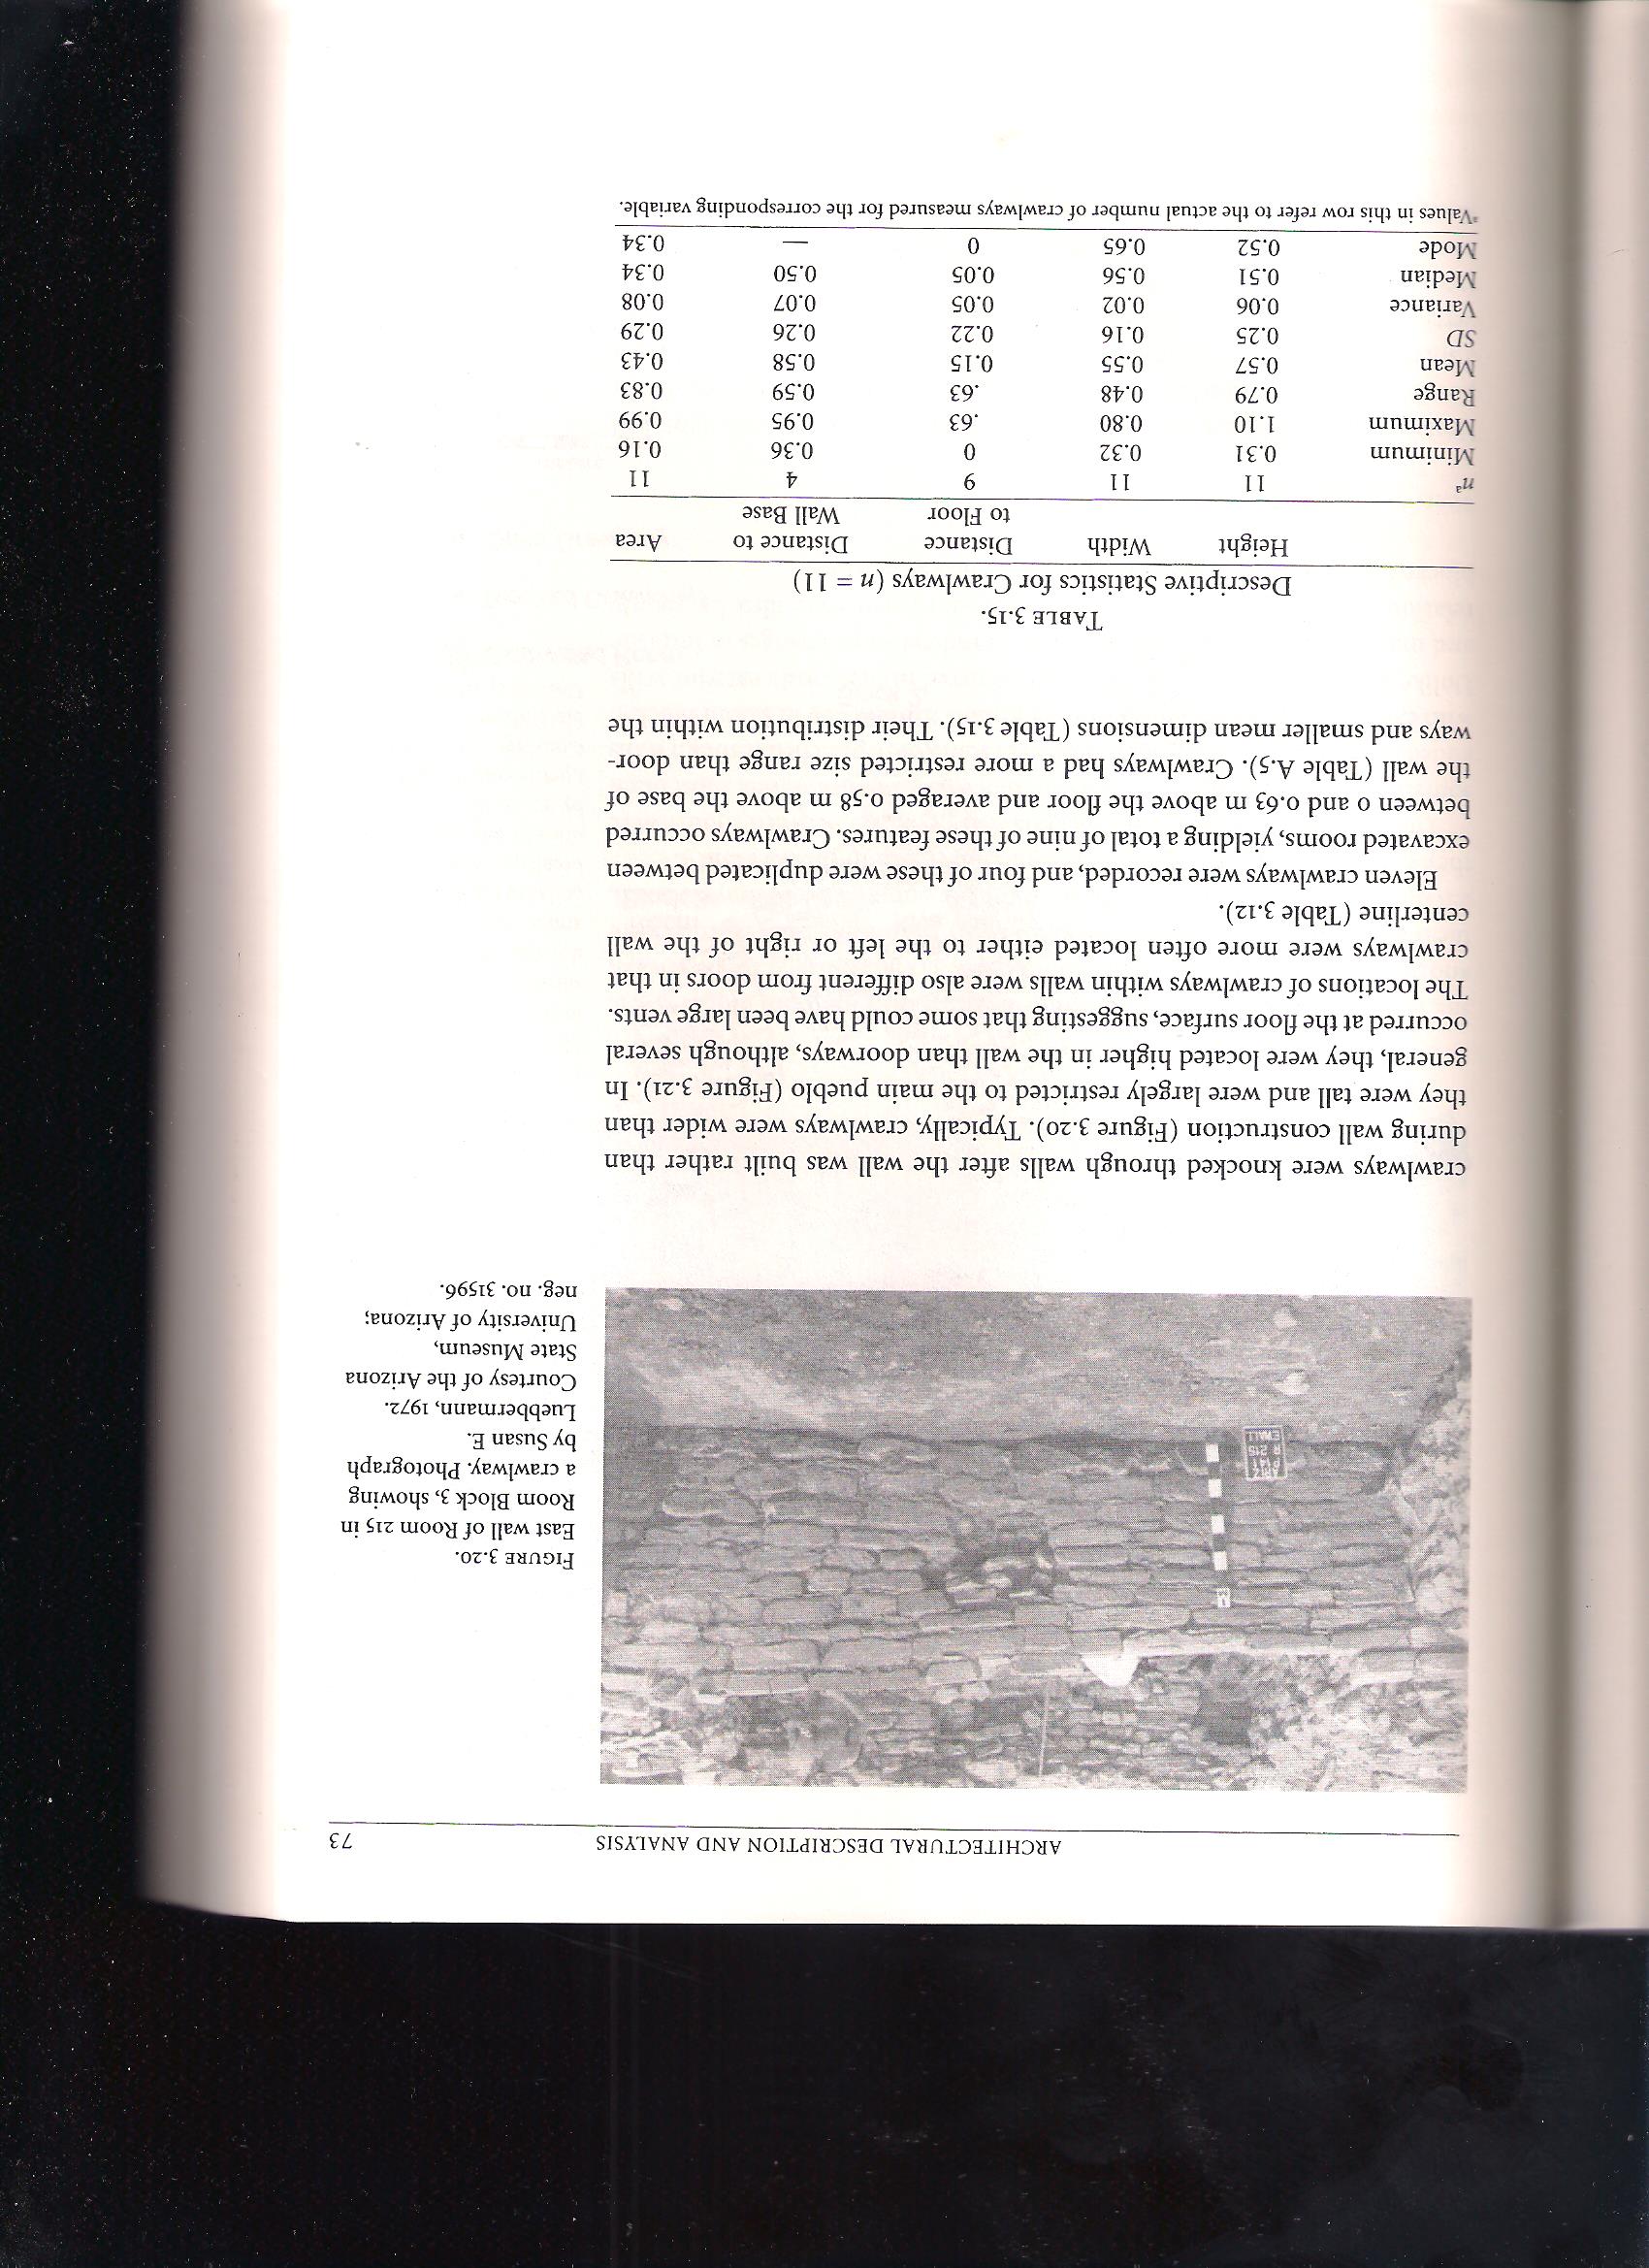 ARCHITECTURAL DESCRIPTION AND ANALYSIS 73
M
ARIZ
P 14 1
R 215
E WALL
FIGURE 3.20.
East wall of Room 215 in
Room Block 3, showing
a crawlway. Photograph
by Susan E.
Luebbermann, 1972.
Courtesy of the Arizona
State Museum,
University of Arizona;
neg. no. 31596.
crawlways were knocked through walls after the wall was built rather than
during wall construction (Figure 3.20). Typically, crawlways were wider than
they were tall and were largely restricted to the main pueblo (Figure 3.21). In
general, they were located higher in the wall than doorways, although several
occurred at the floor surface, suggesting that some could have been large vents.
The locations of crawlways within walls were also different from doors in that
crawlways were more often located either to the left or right of the wall
centerline (Table 3.12).
Eleven crawlways were recorded, and four of these were duplicated between
excavated rooms, yielding a total of nine of these features. Crawlways occurred
between 0 and 0.63 m above the floor and averaged 0.58 m above the base of
the wall (Table A.5). Crawlways had a more restricted size range than door-
ways and smaller mean dimensions (Table 3.15). Their distribution within the
TABLE 3.15.
Descriptive Statistics for Crawlways (n = 11)
Height Width Distance Distance to Area
to Floor Wall Base
nª 11 11 9 4 11
Minimum 0.31 0.32 0 0.36 0.16
Maximum 1.10 0.80 .63 0.95 0.99
Range 0.79 0.48 .63 0.59 0.83
Mean 0.57 0.55 0.15 0.58 0.43
SD 0.25 0.16 0.22 0.26 0.29
Variance 0.06 0.02 0.05 0.07 0.08
Median 0.51 0.56 0.05 0.50 0.34
Mode 0.52 0.65 0 — 0.34
ªValues in this row refer to the actual number of crawlways measured for the corresponding variable.